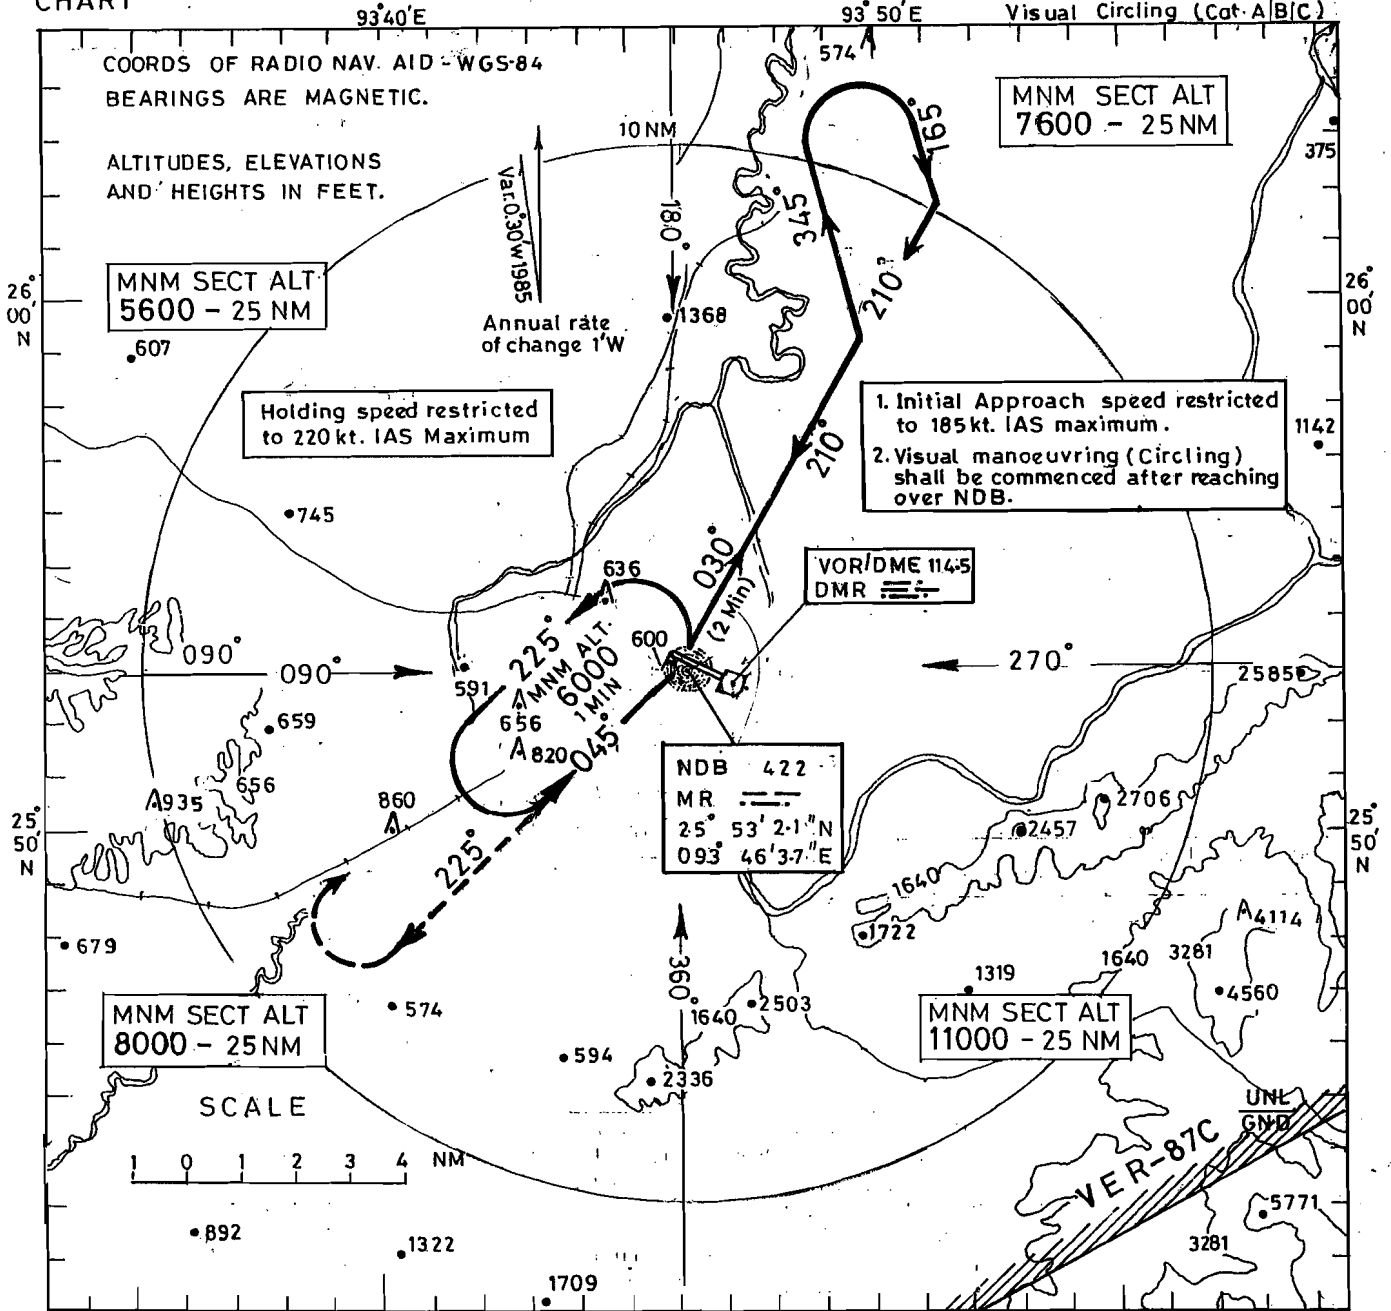 CHART
93°40'E
93°50'E
Visual Circling (Cat. A/B/C)
COORDS OF RADIO NAV. AID - WGS-84
BEARINGS ARE MAGNETIC.
ALTITUDES, ELEVATIONS
AND HEIGHTS IN FEET.
574
MNM SECT ALT
7600 - 25 NM
375
10 NM
165°
Var. 0°30'W 1985
180°
345°
210°
MNM SECT ALT
5600 - 25 NM
26°
00'
N
26°
00'
N
Annual rate
of change 1'W
1368
607
Holding speed restricted
to 220 kt. IAS Maximum
1. Initial Approach speed restricted
to 185 kt. IAS maximum.
2. Visual manoeuvring (Circling)
shall be commenced after reaching
over NDB.
1142
210°
745
030°
(2 Min)
VOR/DME 114.5
DMR
636
600
225°
MNM ALT.
6000
1 MIN
045°
090°
090°
270°
591
2585
659
656
656
820
935
860
NDB 422
MR
25° 53' 2.1"N
093° 46' 3.7"E
2706
2457
25°
50'
N
25°
50'
N
225°
1640
1722
4114
679
360°
1640
3281
1319
4560
574
1640
2503
MNM SECT ALT
8000 - 25 NM
MNM SECT ALT
11000 - 25 NM
594
2336
SCALE
1 0 1 2 3 4 NM
UNL
GND
VER-87C
892
1322
1709
5771
3281